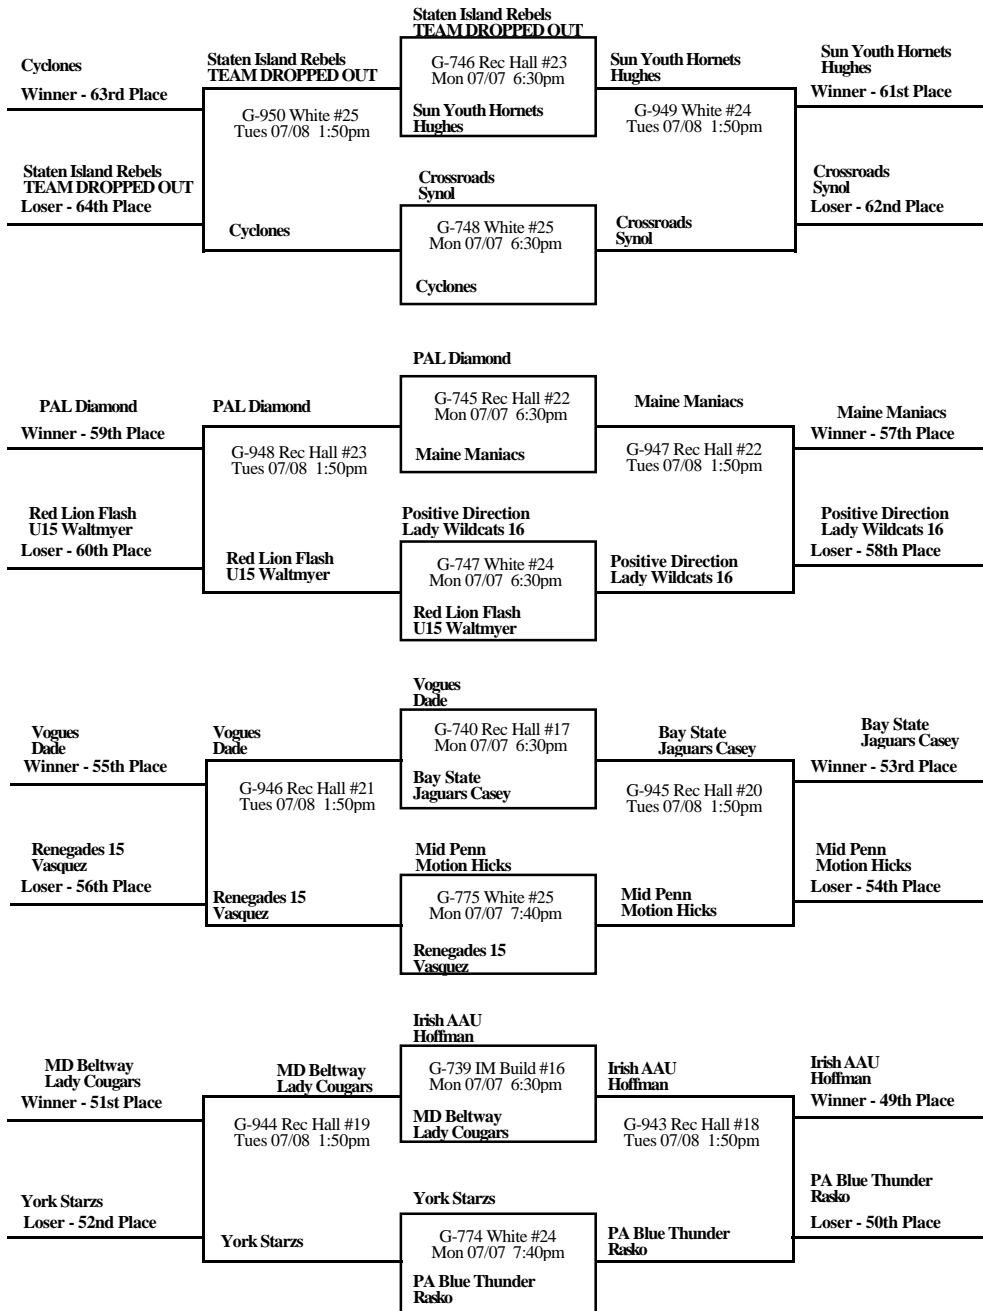 Staten Island Rebels
TEAM DROPPED OUT
Cyclones
Winner - 63rd Place
Staten Island Rebels
TEAM DROPPED OUT
G-746 Rec Hall #23
Mon 07/07 6:30pm
Sun Youth Hornets
Hughes
Sun Youth Hornets
Hughes
Sun Youth Hornets
Hughes
Winner - 61st Place
G-950 White #25
Tues 07/08 1:50pm
G-949 White #24
Tues 07/08 1:50pm
Staten Island Rebels
TEAM DROPPED OUT
Loser - 64th Place
Cyclones
Crossroads
Synol
G-748 White #25
Mon 07/07 6:30pm
Cyclones
Crossroads
Synol
Crossroads
Synol
Loser - 62nd Place
PAL Diamond
PAL Diamond
Winner - 59th Place
PAL Diamond
G-745 Rec Hall #22
Mon 07/07 6:30pm
Maine Maniacs
Maine Maniacs
Maine Maniacs
Winner - 57th Place
G-948 Rec Hall #23
Tues 07/08 1:50pm
G-947 Rec Hall #22
Tues 07/08 1:50pm
Red Lion Flash
U15 Waltmyer
Loser - 60th Place
Red Lion Flash
U15 Waltmyer
Positive Direction
Lady Wildcats 16
G-747 White #24
Mon 07/07 6:30pm
Red Lion Flash
U15 Waltmyer
Positive Direction
Lady Wildcats 16
Positive Direction
Lady Wildcats 16
Loser - 58th Place
Vogues
Dade
Vogues
Dade
Winner - 55th Place
Vogues
Dade
G-740 Rec Hall #17
Mon 07/07 6:30pm
Bay State
Jaguars Casey
Bay State
Jaguars Casey
Bay State
Jaguars Casey
Winner - 53rd Place
G-946 Rec Hall #21
Tues 07/08 1:50pm
G-945 Rec Hall #20
Tues 07/08 1:50pm
Renegades 15
Vasquez
Loser - 56th Place
Renegades 15
Vasquez
Mid Penn
Motion Hicks
G-775 White #25
Mon 07/07 7:40pm
Renegades 15
Vasquez
Mid Penn
Motion Hicks
Mid Penn
Motion Hicks
Loser - 54th Place
Irish AAU
Hoffman
MD Beltway
Lady Cougars
Winner - 51st Place
MD Beltway
Lady Cougars
G-739 IM Build #16
Mon 07/07 6:30pm
MD Beltway
Lady Cougars
Irish AAU
Hoffman
Irish AAU
Hoffman
Winner - 49th Place
G-944 Rec Hall #19
Tues 07/08 1:50pm
G-943 Rec Hall #18
Tues 07/08 1:50pm
York Starzs
Loser - 52nd Place
York Starzs
York Starzs
G-774 White #24
Mon 07/07 7:40pm
PA Blue Thunder
Rasko
PA Blue Thunder
Rasko
PA Blue Thunder
Rasko
Loser - 50th Place